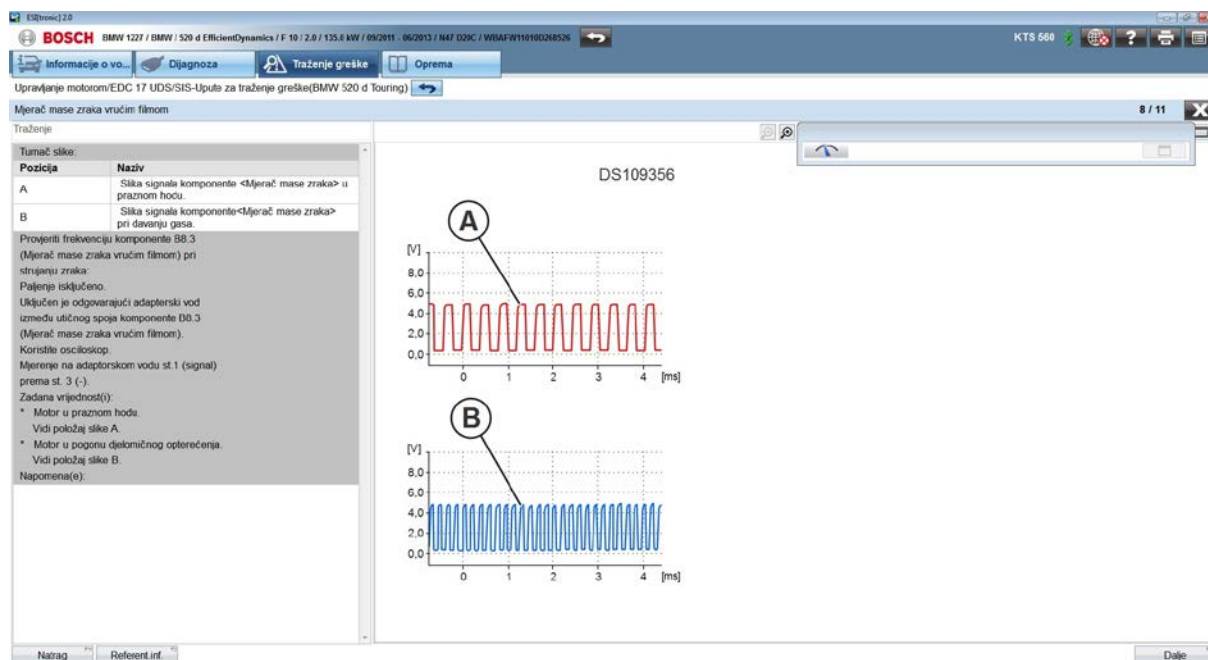 ESI[tronic] 2.0
BOSCH BMW 1227 / BMW / 520 d EfficientDynamics / F 10 / 2.0 / 135.0 kW / 09/2011 - 06/2013 / N47 D20C / WBAFW11010D268526
KTS 560
Informacije o vo...
Dijagnoza
Traženje greške
Oprema
Upravljanje motorom/EDC 17 UDS/SIS-Upute za traženje greške(BMW 520 d Touring)
Mjerač mase zraka vrućim filmom
8 / 11
Traženje
Tumač slike:
Pozicija Naziv
A Slika signala komponente <Mjerač mase zraka> u
praznom hodu.
B Slika signala komponente<Mjerač mase zraka>
pri davanju gasa.
Provjeriti frekvenciju komponente B8.3
(Mjerač mase zraka vrućim filmom) pri
strujanju zraka:
Paljenje isključeno.
Uključen je odgovarajući adapterski vod
između utičnog spoja komponente B8.3
(Mjerač mase zraka vrućim filmom).
Koristite osciloskop.
Mjerenje na adaptorskom vodu st.1 (signal)
prema st. 3 (-).
Zadana vrijednost(i):
* Motor u praznom hodu.
Vidi položaj slike A.
* Motor u pogonu djelomičnog opterećenja.
Vidi položaj slike B.
Napomena(e):
DS109356
A
[V]
8,0
6,0
4,0
2,0
0,0
0 1 2 3 4 [ms]
B
[V]
8,0
6,0
4,0
2,0
0,0
0 1 2 3 4 [ms]
Natrag
Referent.inf.
Dalje